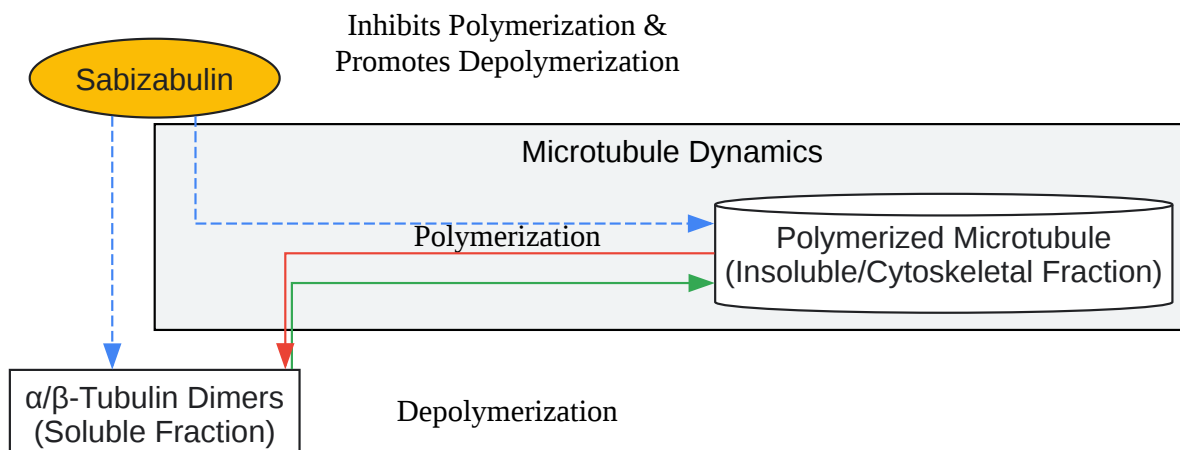 Inhibits Polymerization &
Promotes Depolymerization
Sabizabulin
Microtubule Dynamics
Polymerization
Polymerized Microtubule
(Insoluble/Cytoskeletal Fraction)
α/β-Tubulin Dimers
(Soluble Fraction)
Depolymerization